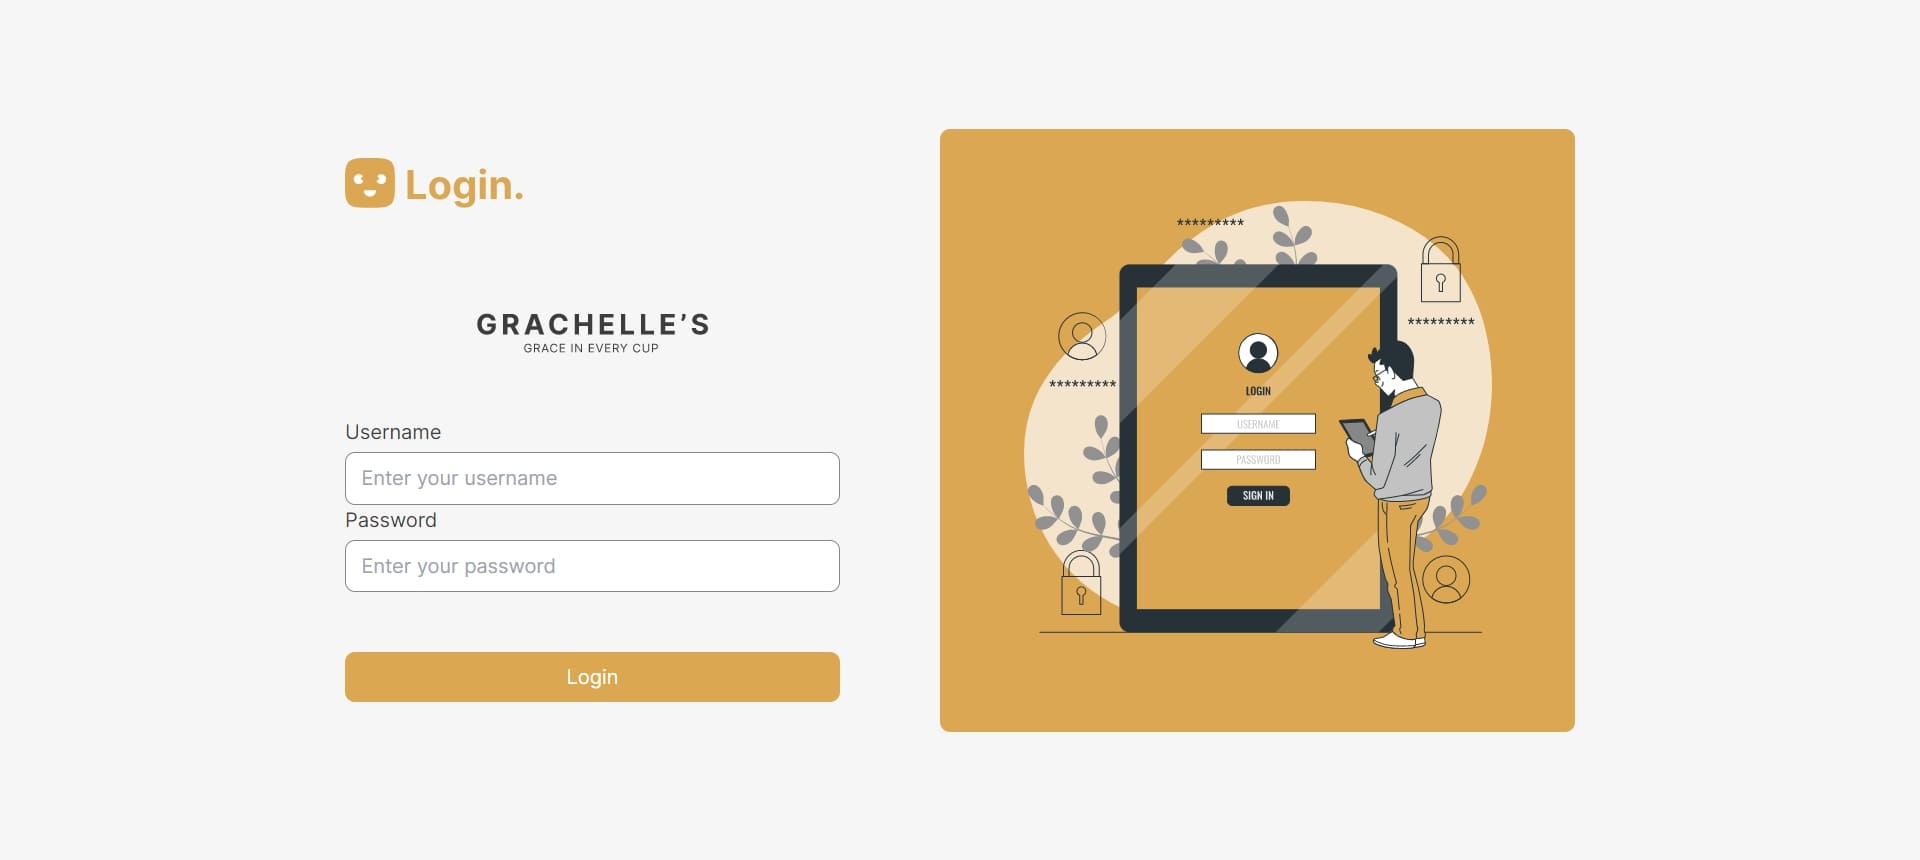 Login.
GRACHELLE’S
GRACE IN EVERY CUP
Username
Enter your username
Password
Enter your password
Login
*********
*********
*********
LOGIN
USERNAME
PASSWORD
SIGN IN